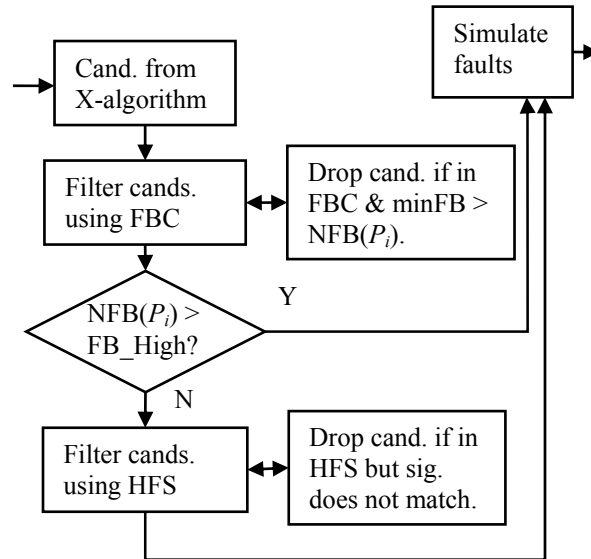 Cand. from
X-algorithm
Simulate
faults
Filter cands.
using FBC
Drop cand. if in
FBC & minFB >
NFB(Pi).
NFB(Pi) >
FB_High?
Y
N
Filter cands.
using HFS
Drop cand. if in
HFS but sig.
does not match.